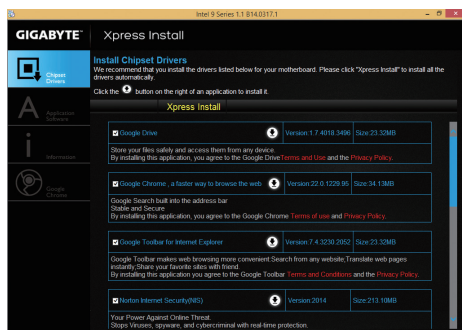 Intel 9 Series 1.1 B14.0317.1
GIGABYTE™
Xpress Install
Chipset
Drivers
Application
Software
Information
Google
Chrome
Install Chipset Drivers
We recommend that you install the drivers listed below for your motherboard. Please click "Xpress Install" to install all the
drivers automatically.
Click the button on the right of an application to install it.
Xpress Install
Google Drive Version:1.7.4018.3496 Size:23.32MB
Store your files safely and access them from any device.
By installing this application, you agree to the Google DriveTerms and Use and the Privacy Policy.
Google Chrome , a faster way to browse the web Version:22.0.1229.95 Size:34.13MB
Google Search built into the address bar
Stable and Secure
By installing this application, you agree to the Google Chrome Terms of use and Privacy Policy.
Google Toolbar for Internet Explorer Version:7.4.3230.2052 Size:23.32MB
Google Toolbar makes web browsing more convenient:Search from any website,Translate web pages
instantly,Share your favorite sites with friend
By installing this application, you agree to the Google Toolbar Terms and Conditions and the Privacy Policy.
Norton Internet Security(NIS) Version:2014 Size:213.10MB
Your Power Against Online Threat.
Stops Viruses, spyware, and cybercriminal with real-time protection.